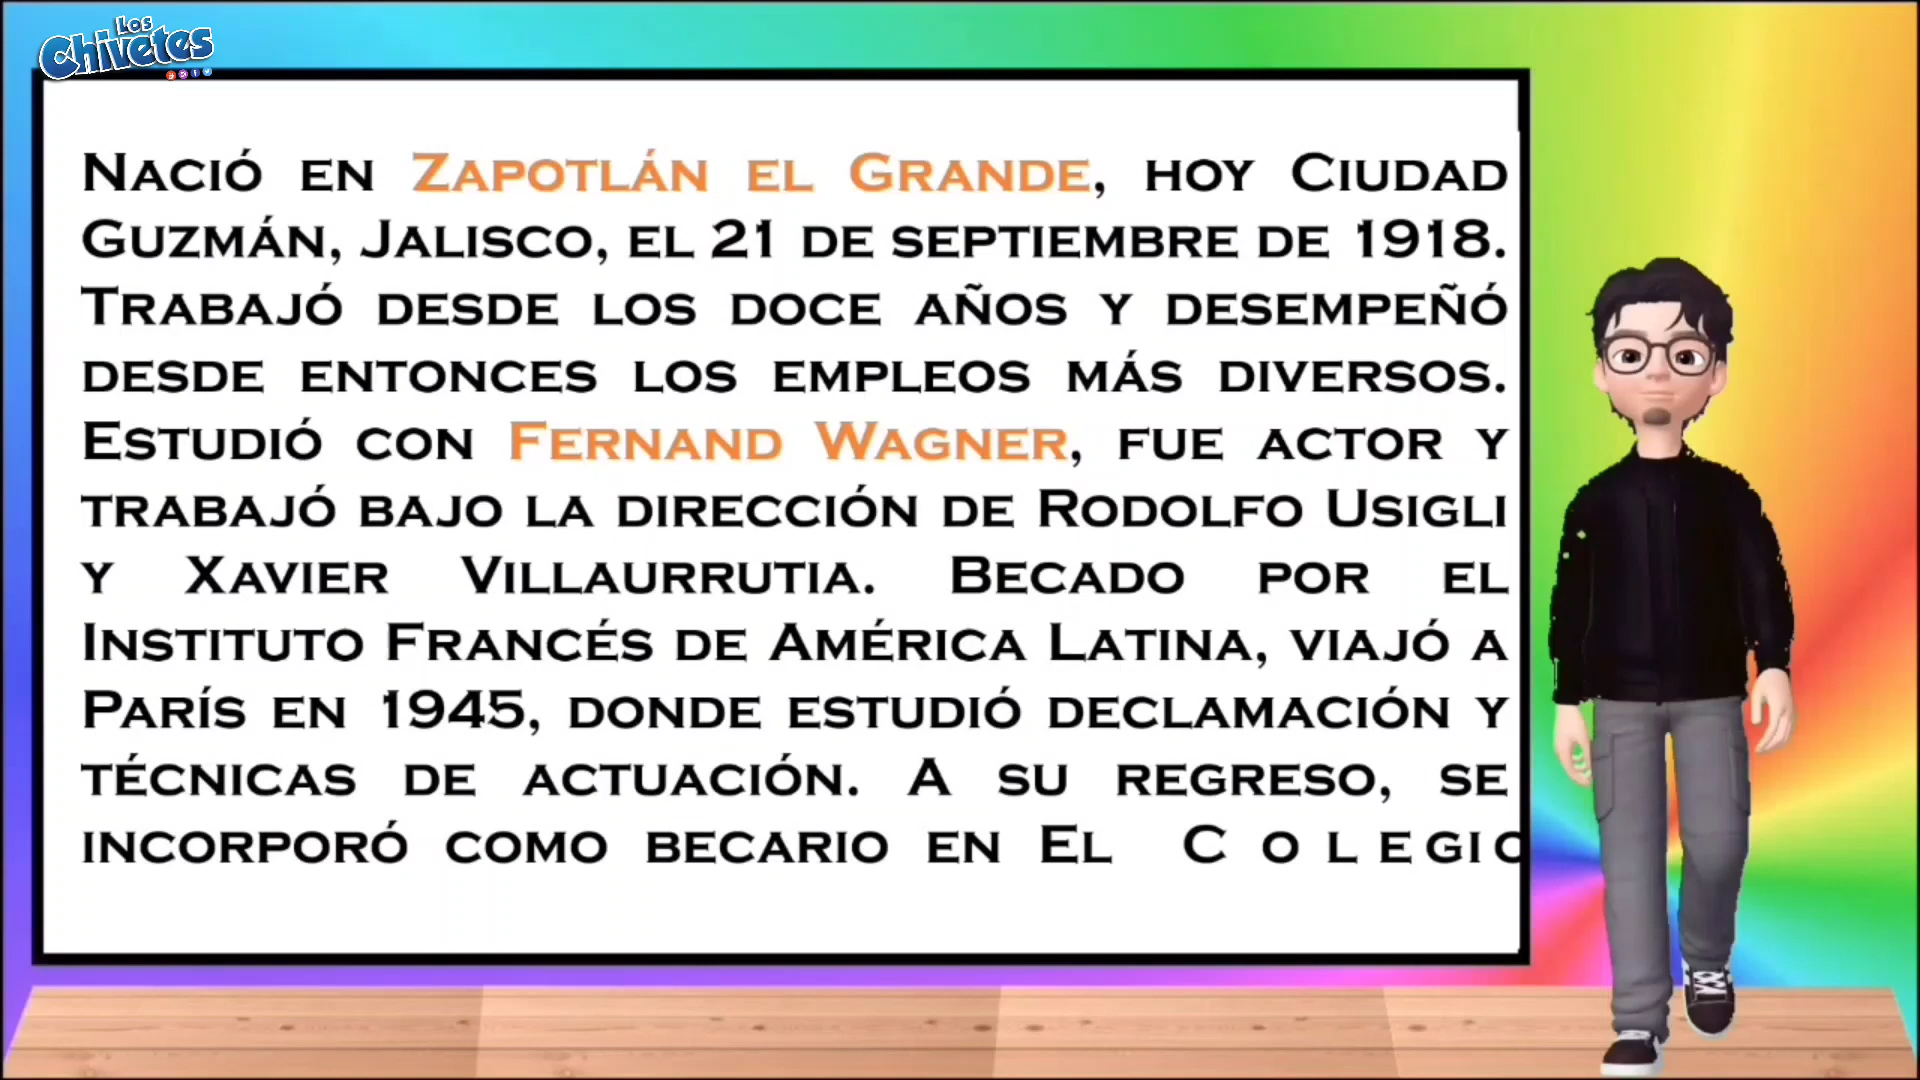 Los
Chivetes
Nació en Zapotlán el Grande, hoy Ciudad
Guzmán, Jalisco, el 21 de septiembre de 1918.
Trabajó desde los doce años y desempeñó
desde entonces los empleos más diversos.
Estudió con Fernand Wagner, fue actor y
trabajó bajo la dirección de Rodolfo Usigli
y Xavier Villaurrutia. Becado por el
Instituto Francés de América Latina, viajó a
París en 1945, donde estudió declamación y
técnicas de actuación. A su regreso, se
incorporó como becario en El Colegio